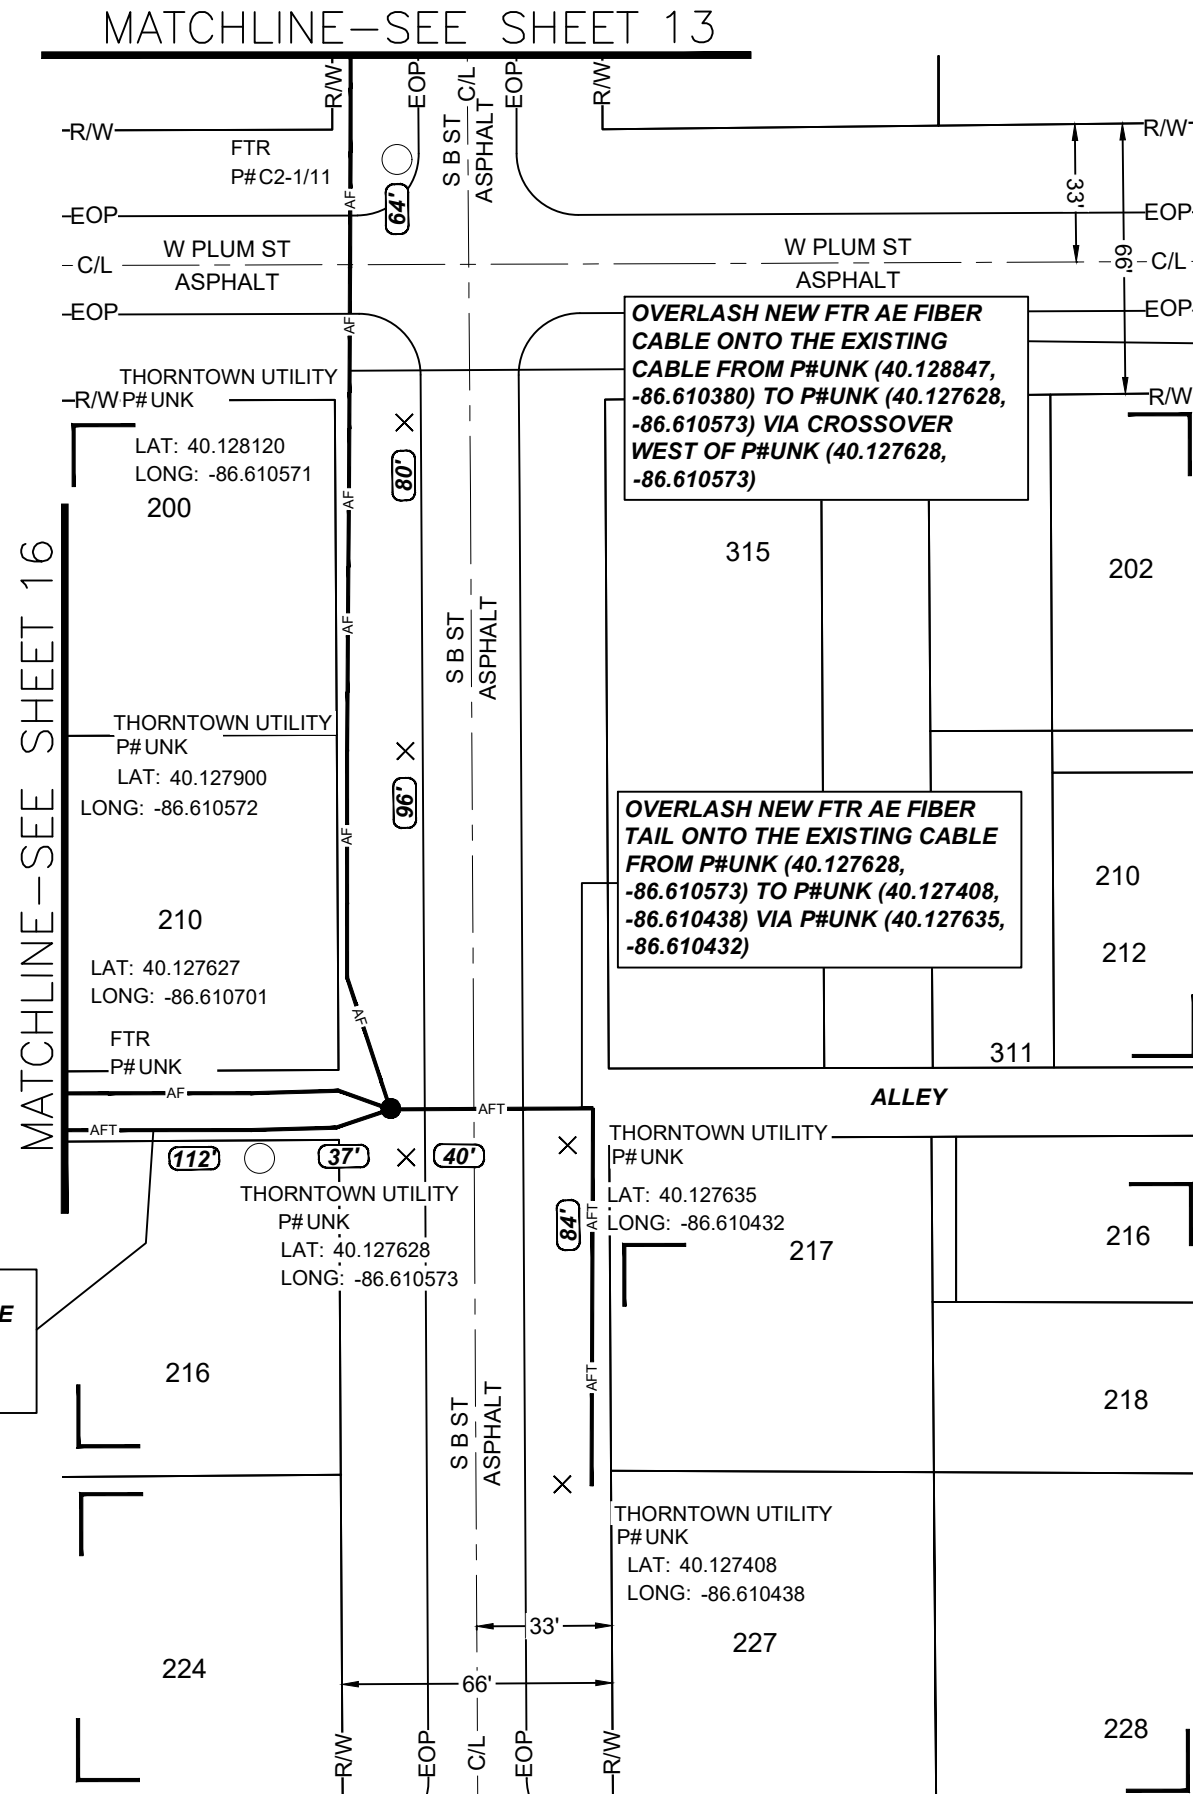 MATCHLINE-SEE SHEET 13
R/W
EOP
C/L
EOP
R/W
R/W
FTR
P#C2-1/11
S B ST
ASPHALT
R/W
AF
64'
33'
EOP
EOP
W PLUM ST
ASPHALT
W PLUM ST
ASPHALT
C/L
66'
C/L
EOP
EOP
AF
OVERLASH NEW FTR AE FIBER
CABLE ONTO THE EXISTING
CABLE FROM P#UNK (40.128847,
-86.610380) TO P#UNK (40.127628,
-86.610573) VIA CROSSOVER
WEST OF P#UNK (40.127628,
-86.610573)
THORNTOWN UTILITY
R/W
P#UNK
R/W
LAT: 40.128120
LONG: -86.610571
80'
AF
200
315
202
MATCHLINE-SEE SHEET 16
AF
S B ST
ASPHALT
THORNTOWN UTILITY
P#UNK
LAT: 40.127900
LONG: -86.610572
96'
AF
OVERLASH NEW FTR AE FIBER
TAIL ONTO THE EXISTING CABLE
FROM P#UNK (40.127628,
-86.610573) TO P#UNK (40.127408,
-86.610438) VIA P#UNK (40.127635,
-86.610432)
210
210
212
LAT: 40.127627
LONG: -86.610701
AF
FTR
P#UNK
311
AF
ALLEY
AFT
AFT
THORNTOWN UTILITY
P#UNK
112'
37'
40'
THORNTOWN UTILITY
P#UNK
LAT: 40.127628
LONG: -86.610573
LAT: 40.127635
LONG: -86.610432
84'
AFT
217
216
E
216
AFT
218
S B ST
ASPHALT
THORNTOWN UTILITY
P#UNK
LAT: 40.127408
LONG: -86.610438
33'
227
224
66'
228
R/W
EOP
C/L
EOP
R/W